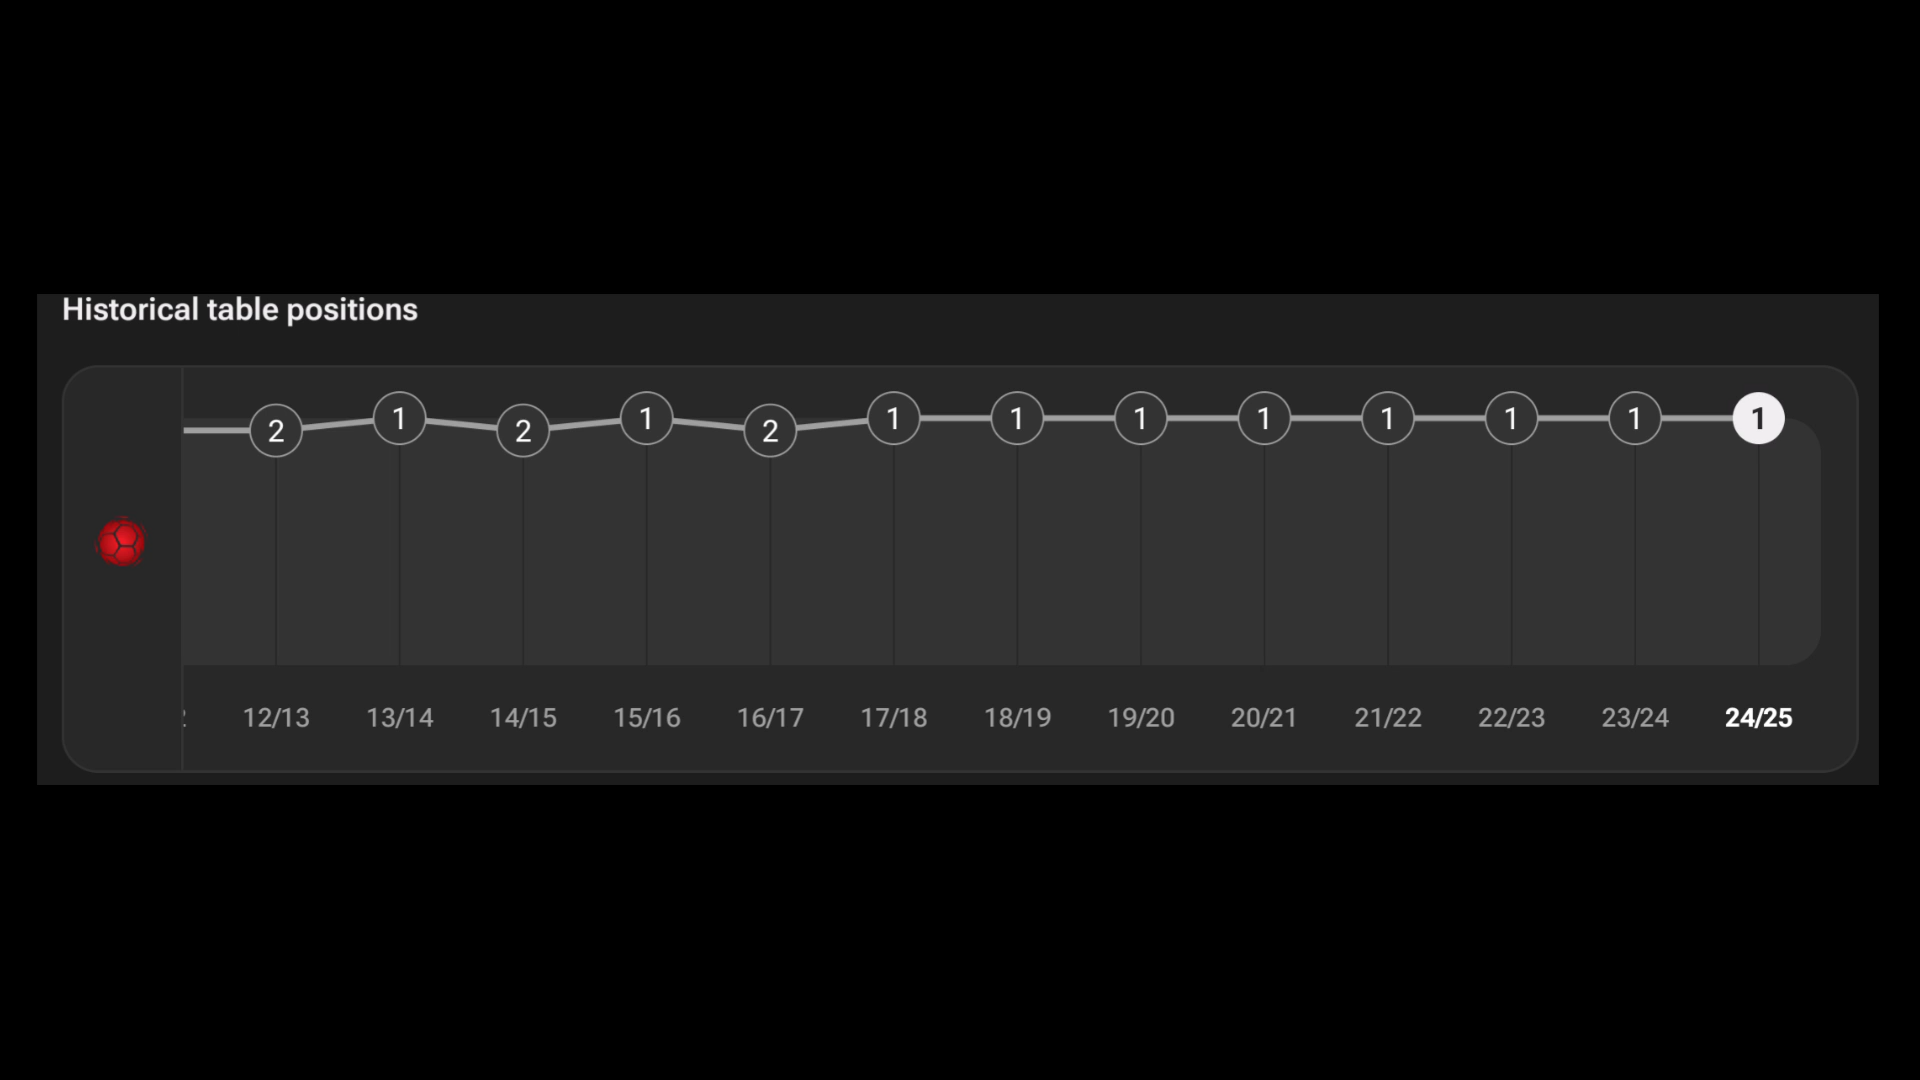 Historical table positions
2 1 2 1 2 1 1 1 1 1 1 1 1
12/13 13/14 14/15 15/16 16/17 17/18 18/19 19/20 20/21 21/22 22/23 23/24 24/25